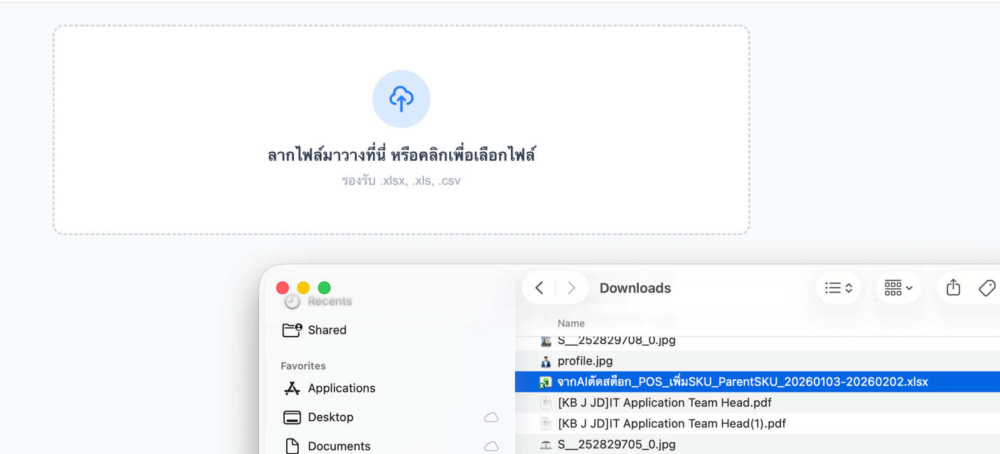 ลากไฟล์มาวางที่นี่ หรือคลิกเพื่อเลือกไฟล์
รองรับ .xlsx, .xls, .csv
Recents
Shared
Favorites
Applications
Desktop
Documents
Downloads
Name
S__252829708_0.jpg
profile.jpg
จากAIตัดสต็อก_POS_เพิ่มSKU_ParentSKU_20260103-20260202.xlsx
[KB J JD]IT Application Team Head.pdf
[KB J JD]IT Application Team Head(1).pdf
S__252829705_0.jpg